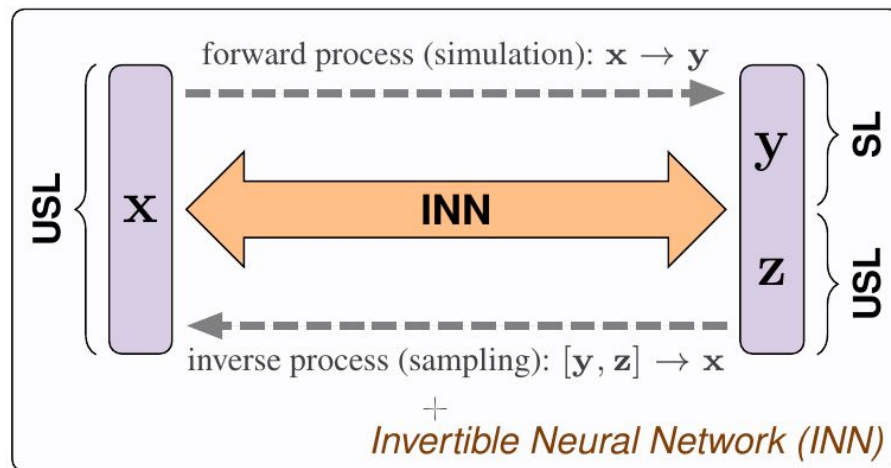 forward process (simulation): x → y
USL
x
INN
y
z
SL
USL
inverse process (sampling): [y, z] → x
Invertible Neural Network (INN)